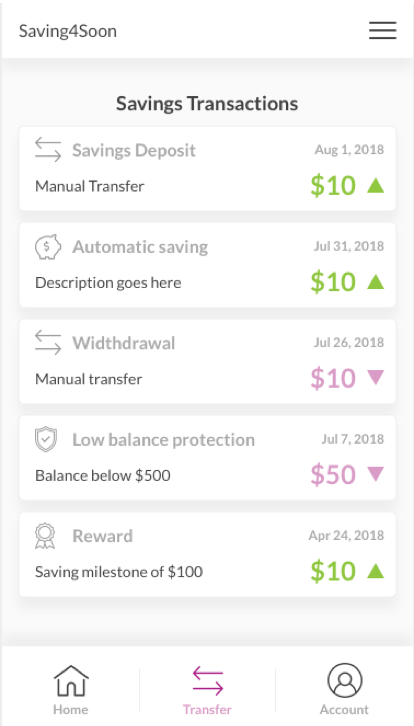 Saving4Soon
Savings Transactions
Savings Deposit Aug 1, 2018
Manual Transfer $10
Automatic saving Jul 31, 2018
$
Description goes here $10
Widthdrawal Jul 26, 2018
Manual transfer $10
Low balance protection Jul 7, 2018
Balance below $500 $50
Reward Apr 24, 2018
Saving milestone of $100 $10
Home Transfer Account